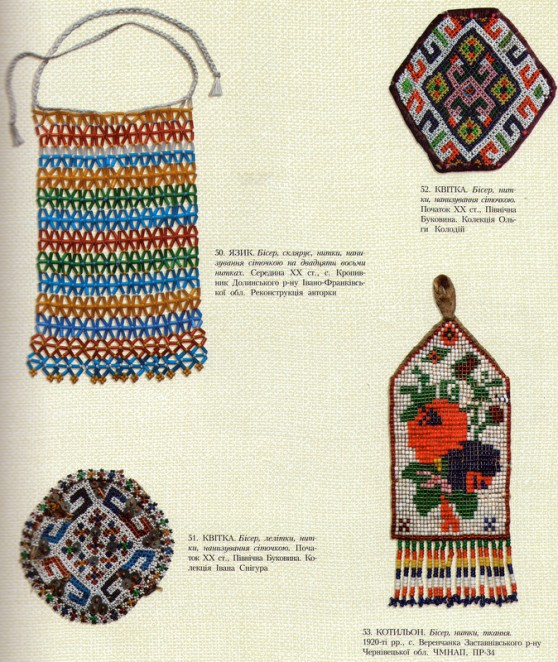 50. ЯЗИК. Бісер, склярус, нитки, нани-
зування сіточкою на двадцяти восьми
нитках. Середина XX ст., с. Кропив-
ник Долинського р-ну Івано-Франківсь-
кої обл. Реконструкція авторки
52. КВІТКА. Бісер, нит-
ки, нанизування сіточкою.
Початок XX ст., Північна
Буковина. Колекція Оль-
ги Колодій
51. КВІТКА. Бісер, лелітки, нит-
ки, нанизування сіточкою. Поча-
ток XX ст., Північна Буковина. Ко-
лекція Івана Снігура
53. КОТИЛЬОН. Бісер, нитки, ткання.
1920-ті рр., с. Веренчанка Заставнівського р-ну
Чернівецької обл. ЧМНАП, ПР-34